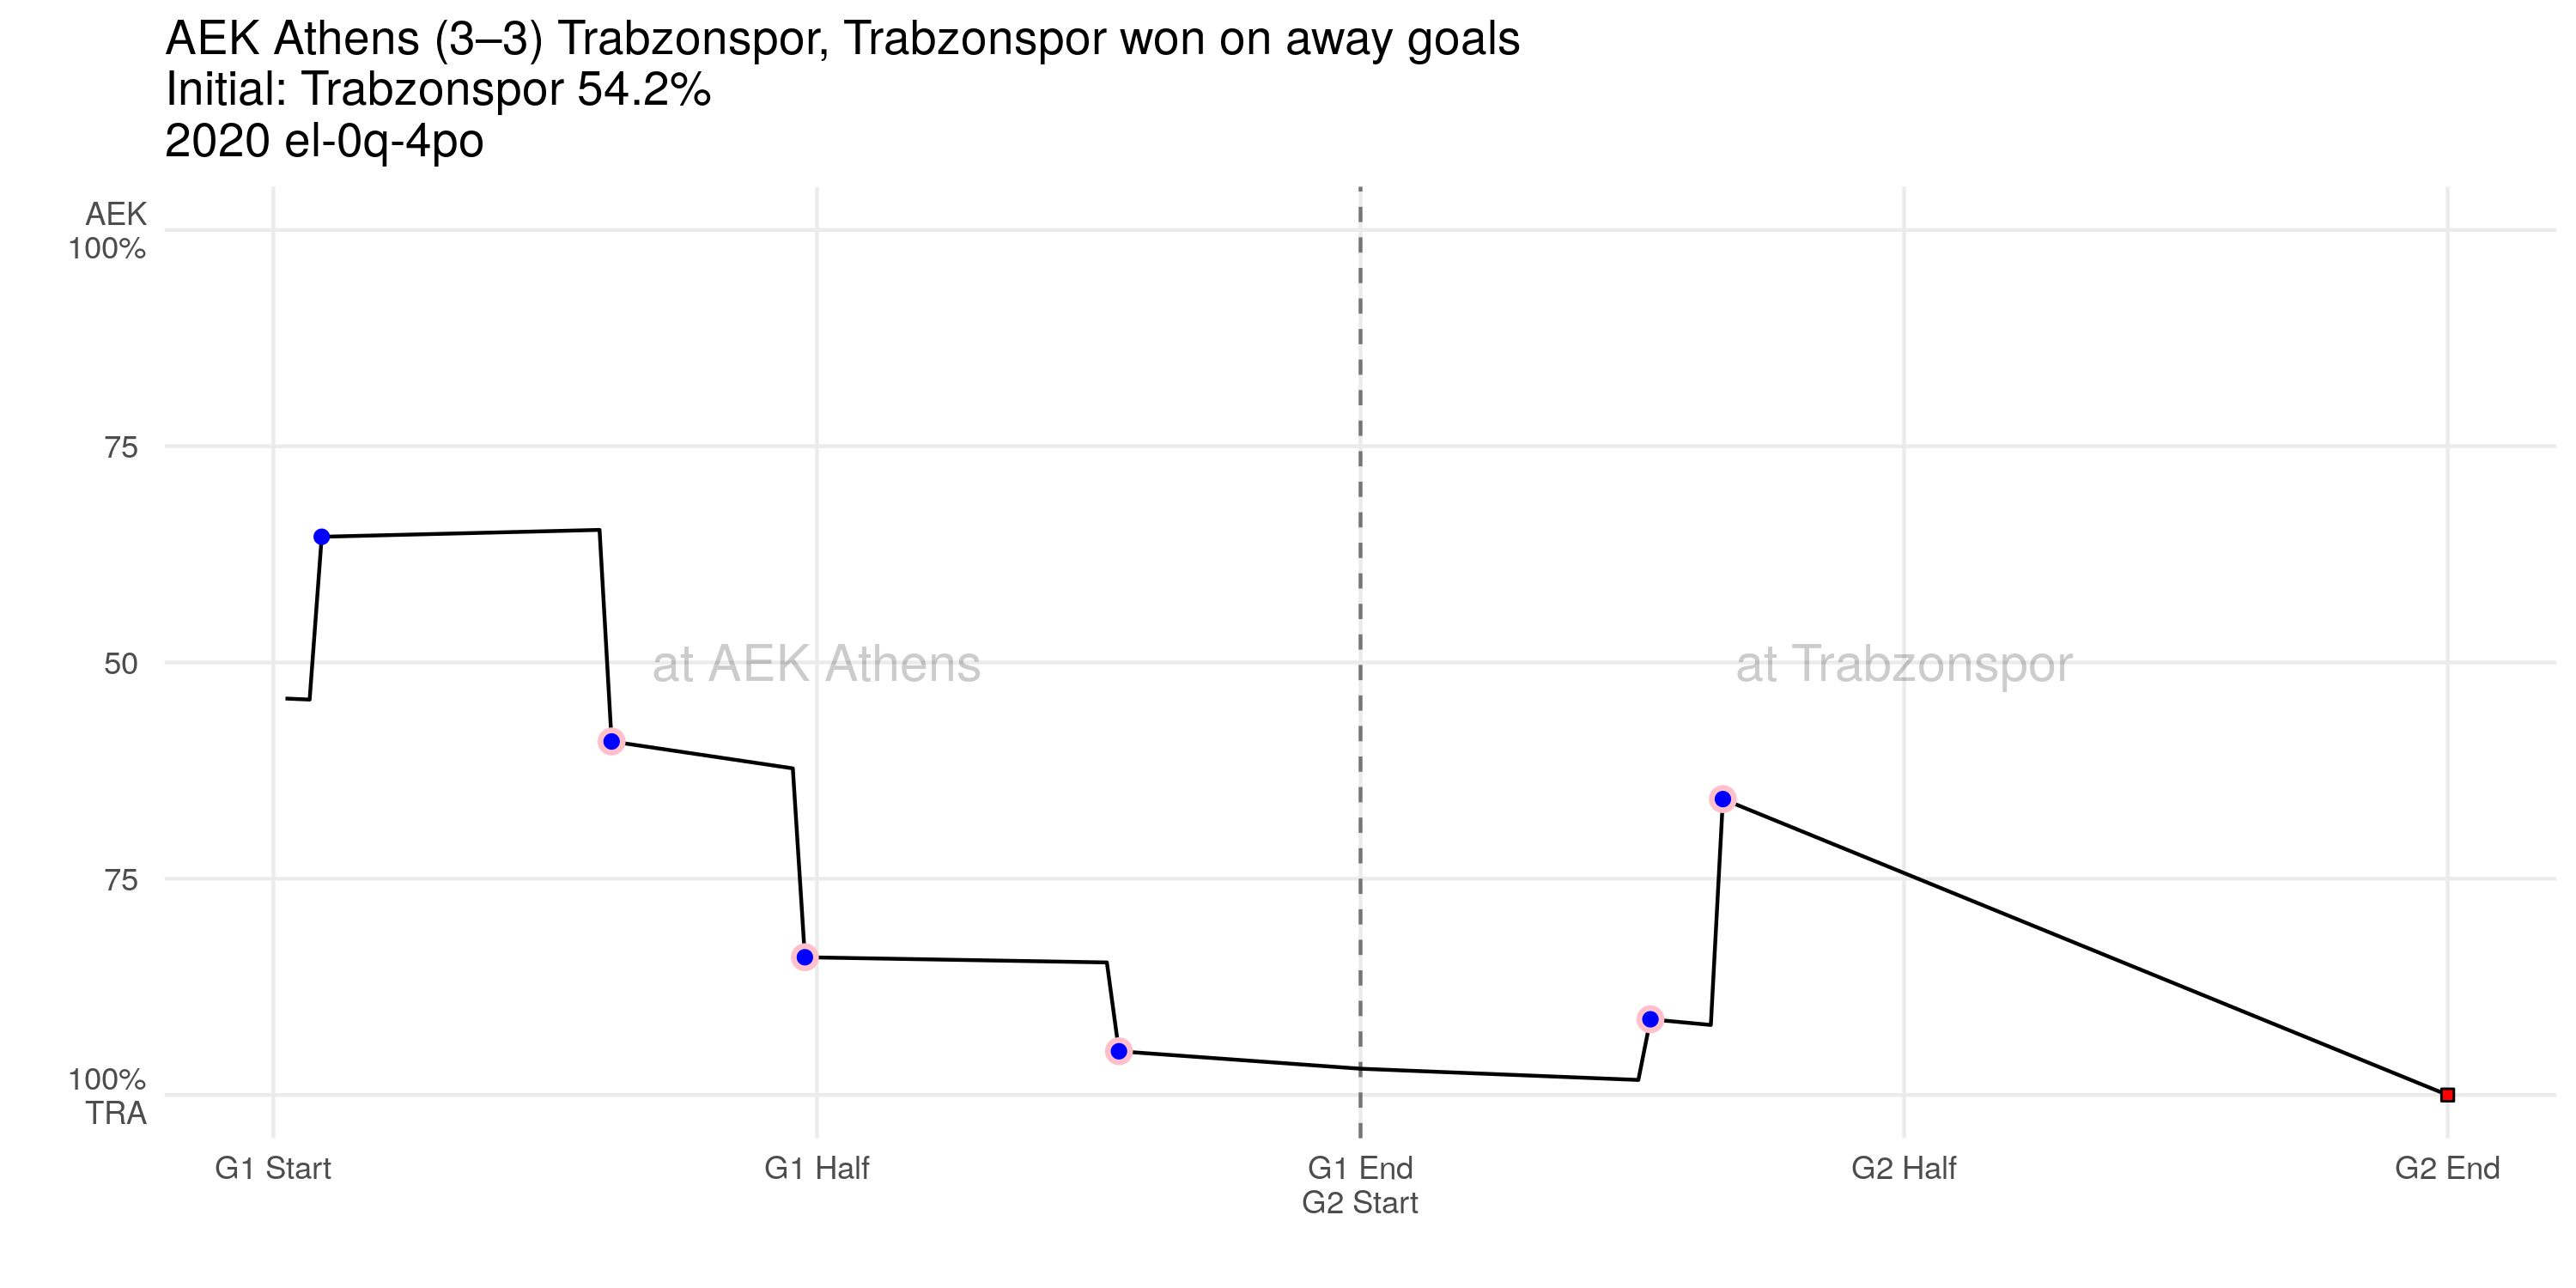 AEK Athens (3–3) Trabzonspor, Trabzonspor won on away goals
Initial: Trabzonspor 54.2%
2020 el-0q-4po
AEK
100%
75
50
75
100%
TRA
at AEK Athens
at Trabzonspor
G1 Start
G1 Half
G1 End
G2 Start
G2 Half
G2 End